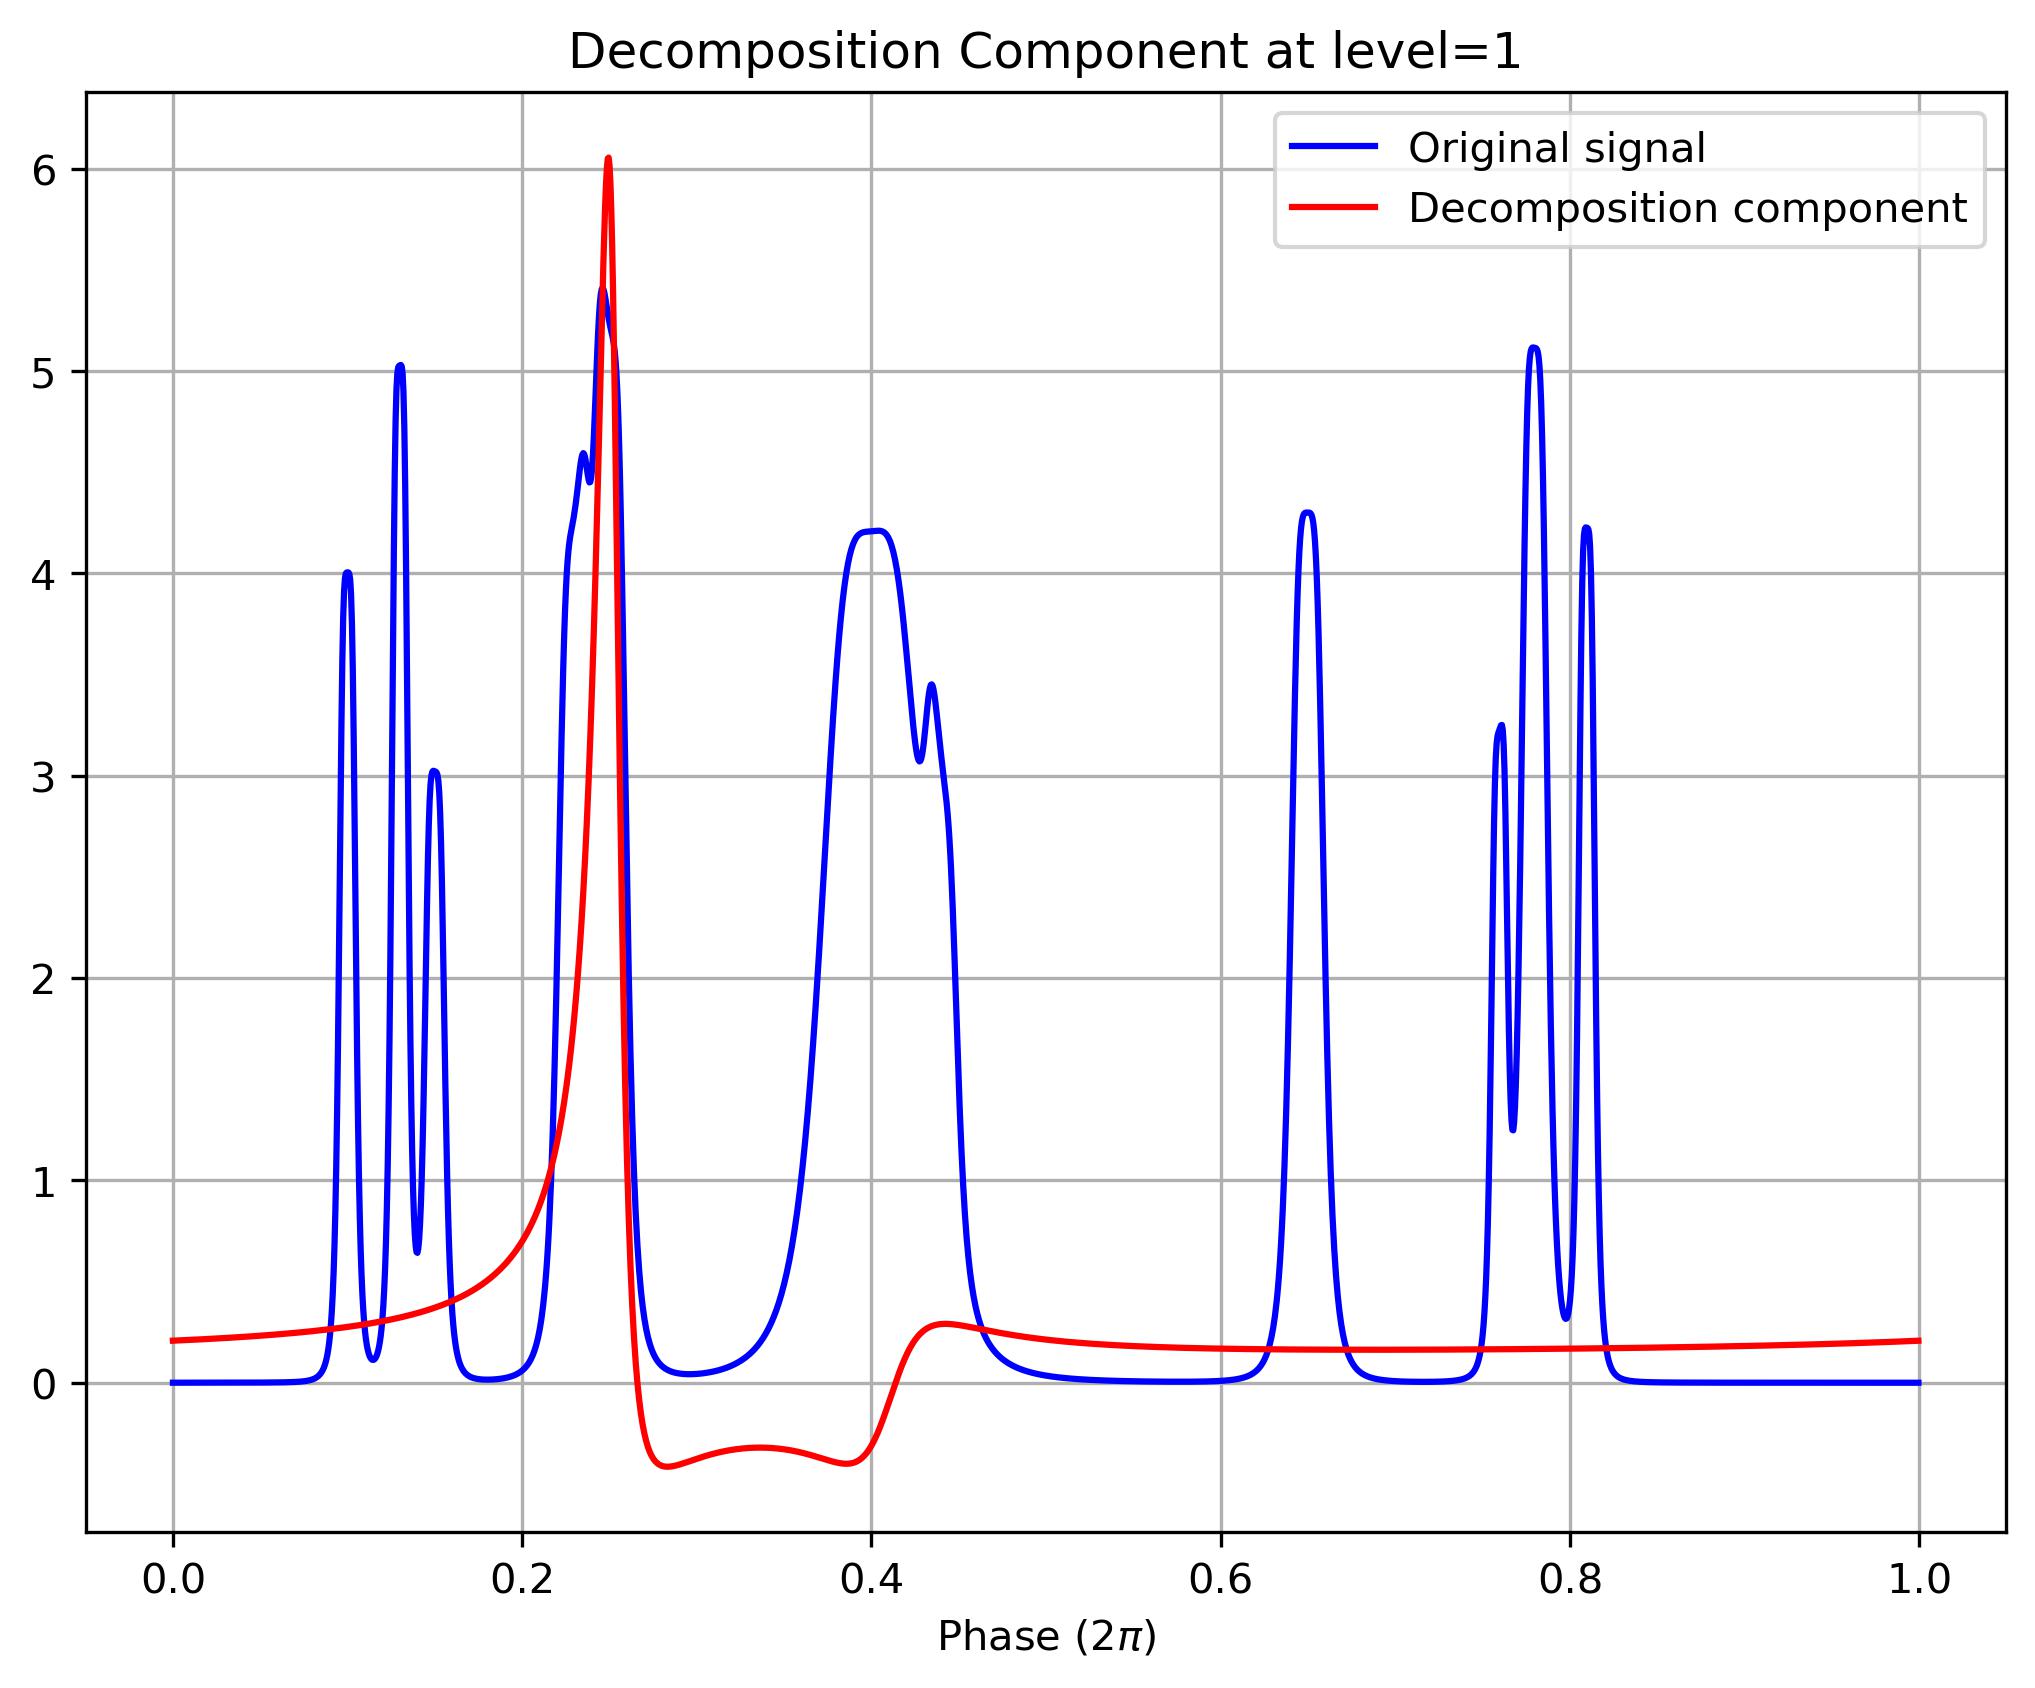 Decomposition Component at level=1
Original signal
Decomposition component
6
5
4
3
2
1
0
0.0 0.2 0.4 0.6 0.8 1.0
Phase (2π)